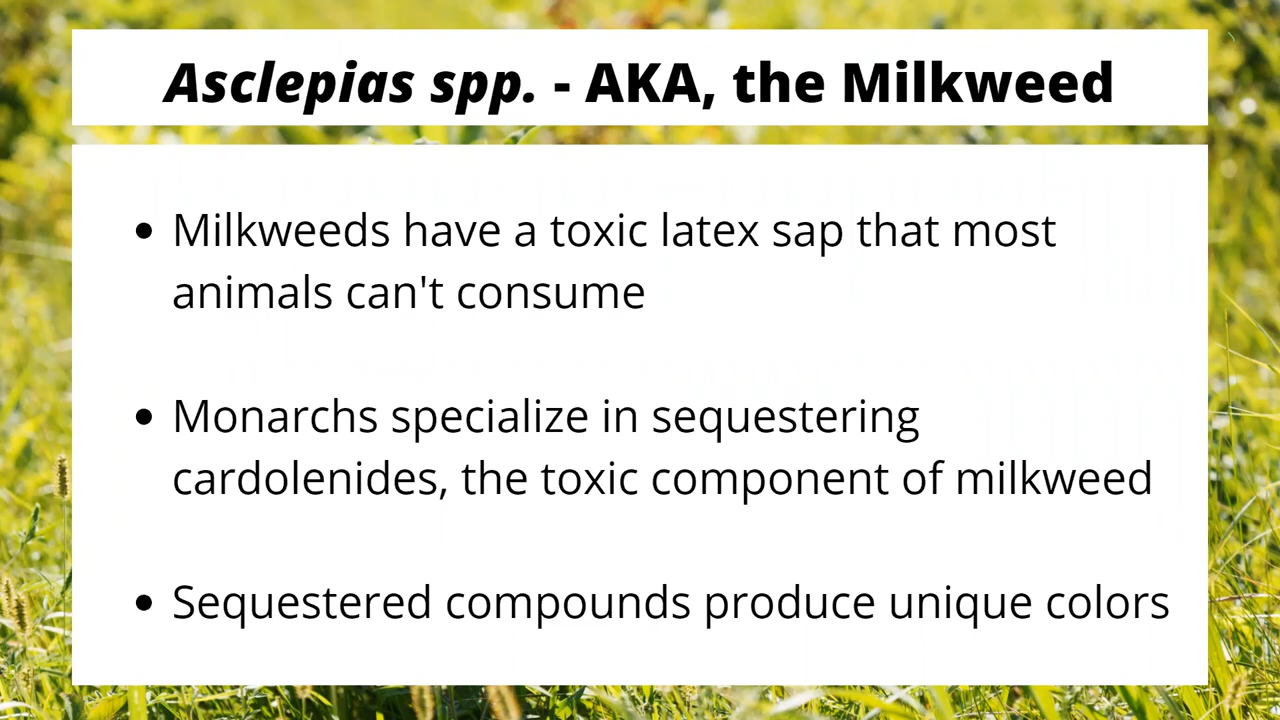 Asclepias spp. - AKA, the Milkweed
Milkweeds have a toxic latex sap that most
animals can't consume
Monarchs specialize in sequestering
cardolenides, the toxic component of milkweed
Sequestered compounds produce unique colors